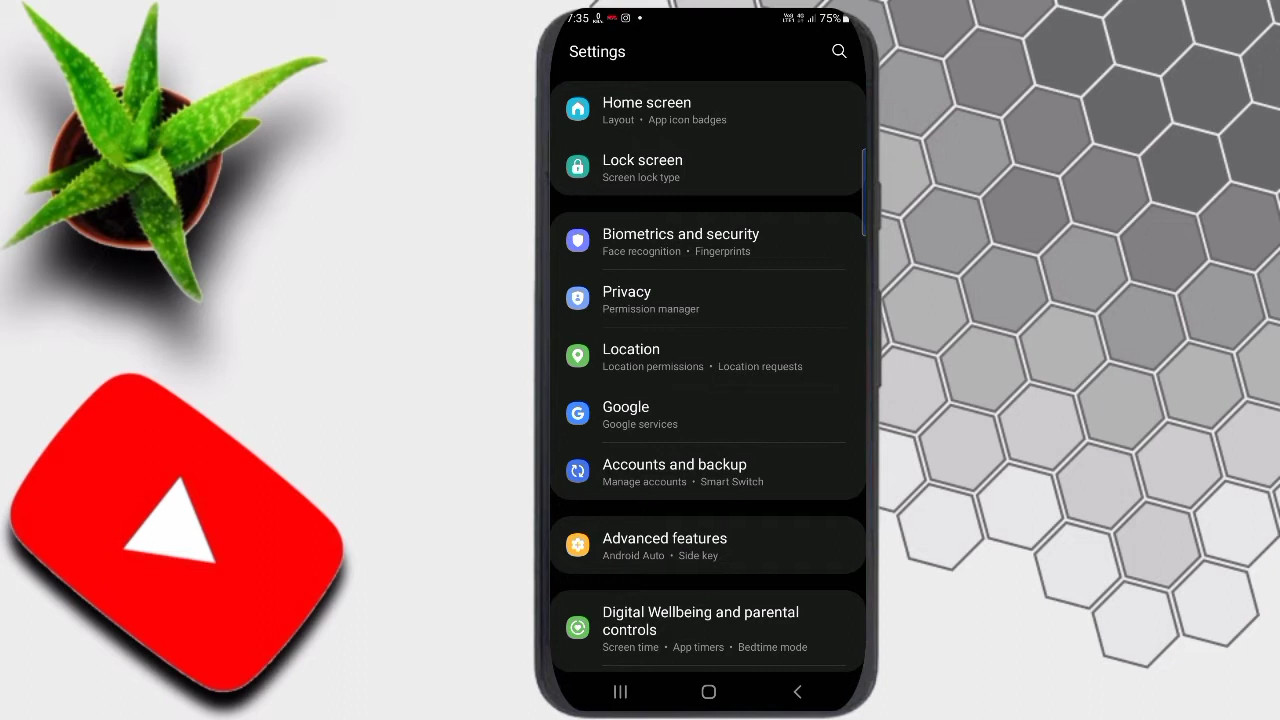 7:35 75%
Settings
Home screen
Layout • App icon badges
Lock screen
Screen lock type
Biometrics and security
Face recognition • Fingerprints
Privacy
Permission manager
Location
Location permissions • Location requests
Google
Google services
Accounts and backup
Manage accounts • Smart Switch
Advanced features
Android Auto • Side key
Digital Wellbeing and parental
controls
Screen time • App timers • Bedtime mode